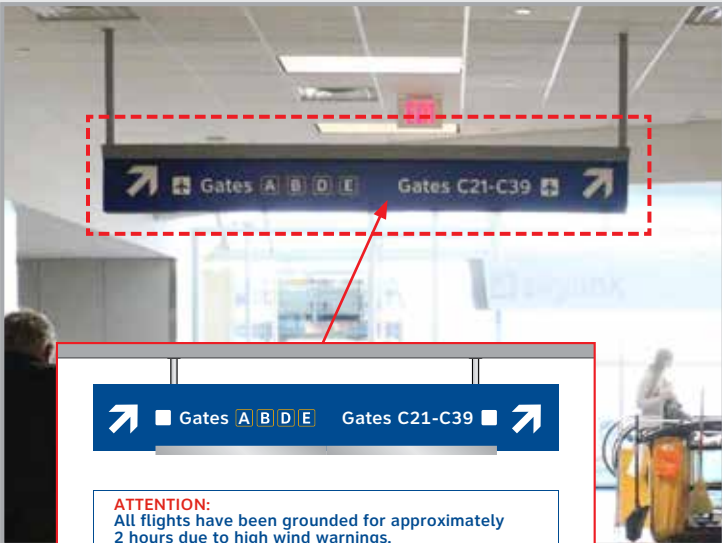 Gates A B D E Gates C21-C39
Gates A B D E Gates C21-C39
ATTENTION:
All flights have been grounded for approximately
2 hours due to high wind warnings.